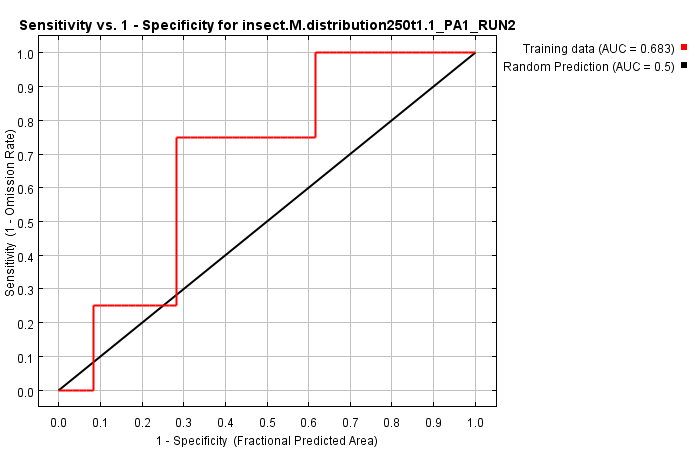 Sensitivity vs. 1 - Specificity for insect.M.distribution250t1.1_PA1_RUN2
Training data (AUC = 0.683)
Random Prediction (AUC = 0.5)
Sensitivity (1 - Omission Rate)
1.0
0.9
0.8
0.7
0.6
0.5
0.4
0.3
0.2
0.1
0.0
0.0 0.1 0.2 0.3 0.4 0.5 0.6 0.7 0.8 0.9 1.0
1 - Specificity (Fractional Predicted Area)